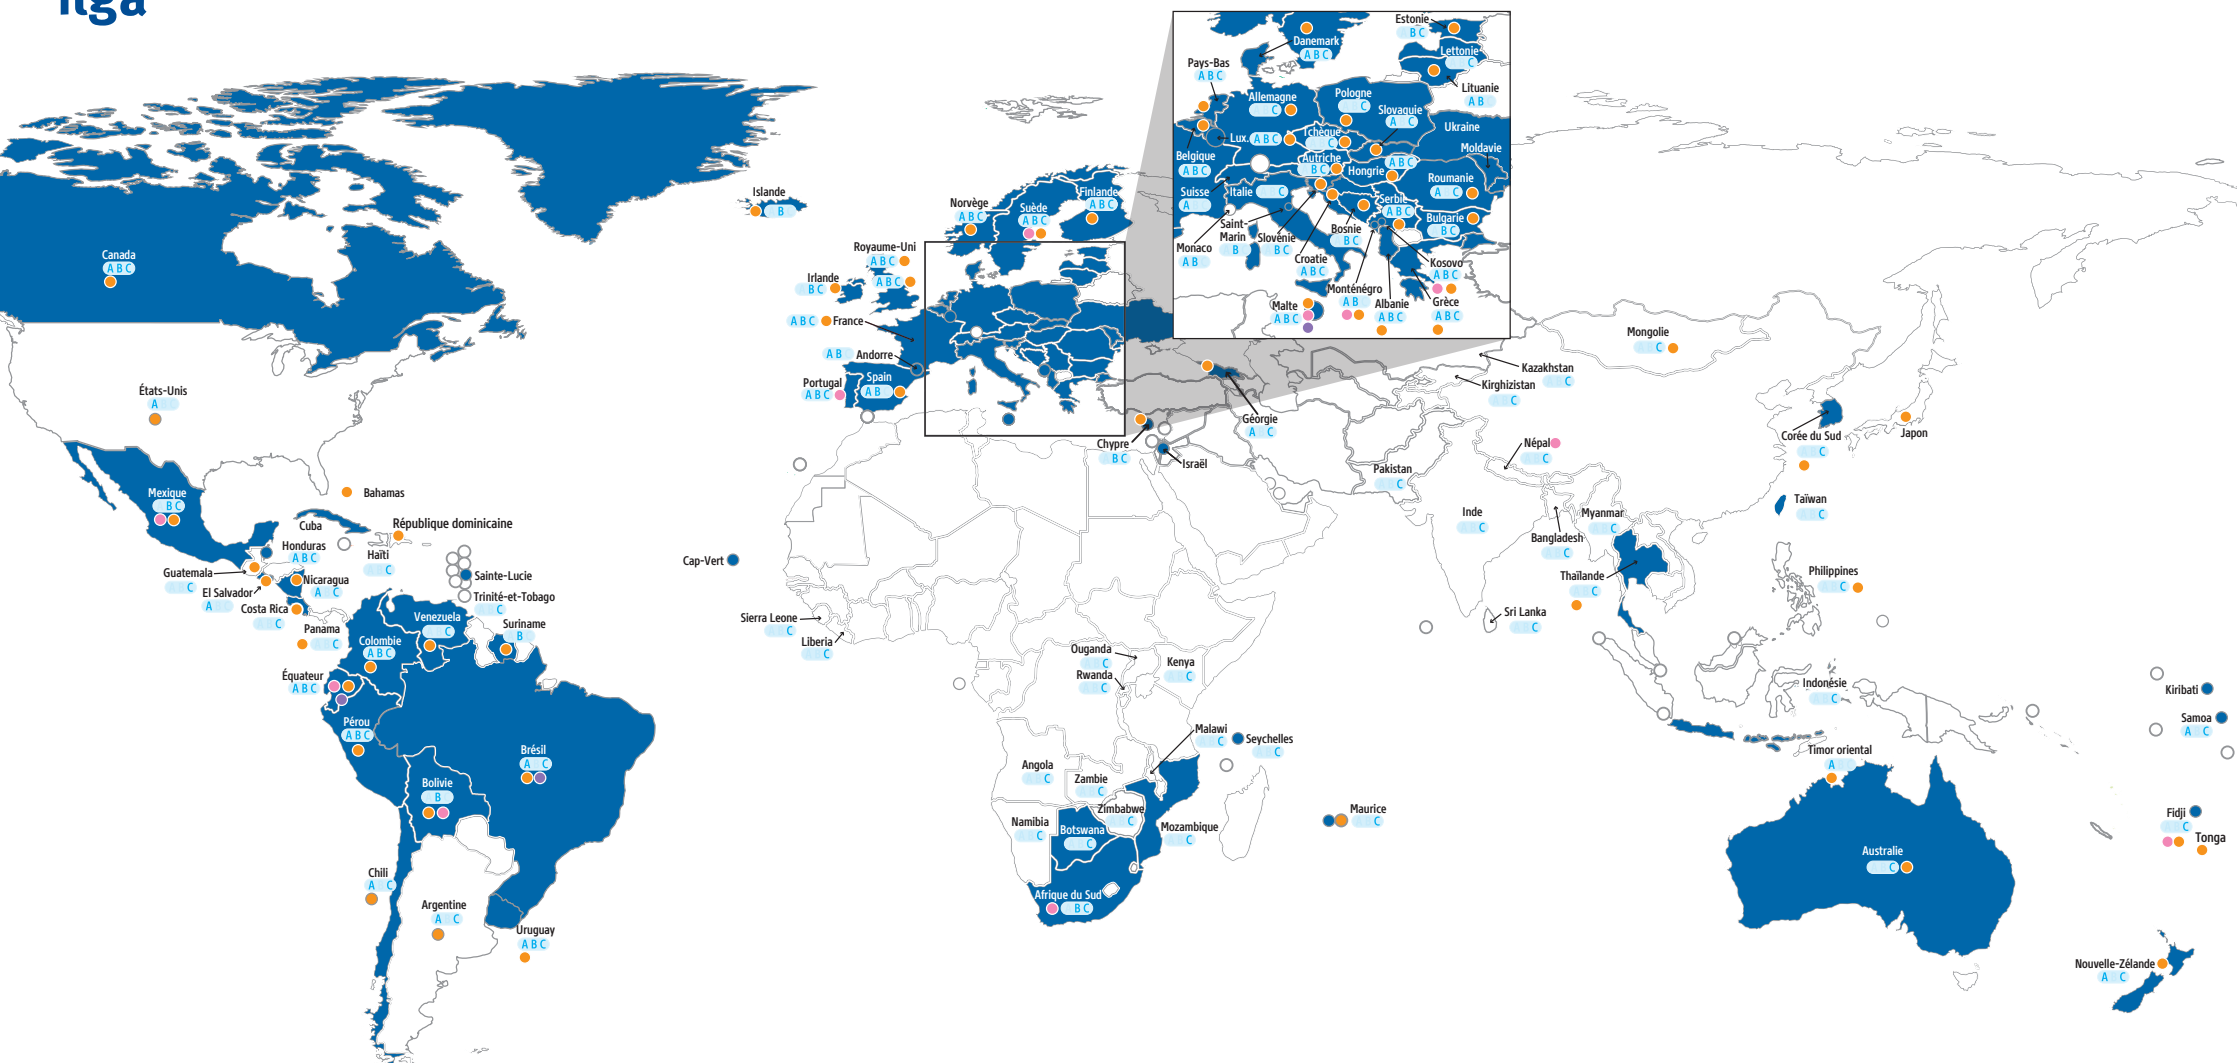 ilga
Estonie
B C
Danemark
A B C
Lettonie
C
Pays-Bas
A B C
Lituanie
A B
Allemagne
C
Pologne
C
Slovaquie
A C
Ukraine
Lux. A B C
Tchèque
C
Moldavie
Belgique
A B C
Autriche
B C
Hongrie
A B C
Roumanie
A C
Suisse
A
Italie C
Serbie
A B C
Bulgarie
B C
Saint-
Marin
B
Slovénie
B C
Bosnie
B C
Monaco
A B
Croatie
A B C
Kosovo
A B C
Monténégro
A B
Albanie
A B C
Grèce
A B C
Malte
A B C
Islande
B
Norvège
A B C
Suède
A B C
Finlande
A B C
Royaume-Uni
A B C
A B C
Irlande
B C
A B C France
A B Andorre
Portugal
A B C
Spain
A B
Canada
A B C
États-Unis
A
Mexique
B C
Bahamas
Cuba
République dominicaine
Honduras
A B C
Haïti
C
Guatemala
C
Nicaragua
A C
El Salvador
A
Costa Rica
C
Sainte-Lucie
Trinité-et-Tobago
C
Panama
C
Venezuela
C
Suriname
B
Colombie
A B C
Équateur
A B C
Pérou
A B C
Brésil
A C
Bolivie
B
Chili
A C
Argentine
A C
Uruguay
A B C
Chypre
B C
Israël
Géorgie
A C
Kazakhstan
C
Kirghizistan
C
Mongolie
C
Népal
C
Pakistan
C
Inde
C
Myanmar
C
Bangladesh
C
Thaïlande
C
Sri Lanka
C
Corée du Sud
C
Japon
Taïwan
C
Philippines
C
Indonésie
C
Timor oriental
A
Cap-Vert
Sierra Leone
C
Liberia
C
Ouganda
C
Rwanda
C
Kenya
C
Malawi
C
Seychelles
C
Angola
C
Zambie
C
Zimbabwe
C
Namibia
C
Botswana
C
Mozambique
C
Maurice
C
Afrique du Sud
B C
Kiribati
Samoa
A C
Fidji
C
Tonga
Australie
C
Nouvelle-Zélande
A C